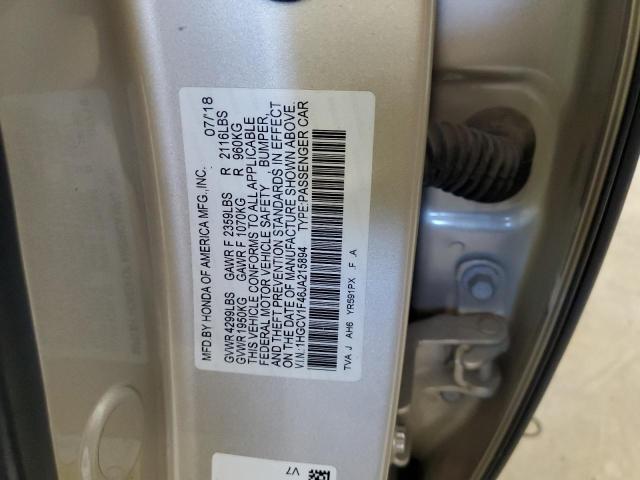 MFD BY HONDA OF AMERICA MFG., INC. 07/'18
GVWR 4299LBS GAWR F 2359LBS R 2116LBS
GVWR 1950KG GAWR F 1070KG R 960KG
THIS VEHICLE CONFORMS TO ALL APPLICABLE
FEDERAL MOTOR VEHICLE SAFETY , BUMPER,
AND THEFT PREVENTION STANDARDS IN EFFECT
ON THE DATE OF MANUFACTURE SHOWN ABOVE.
V.I.N.:1HGCV1F46JA215894 TYPE:PASSENGER CAR
TVA J AH6 YR591PX F A
V7